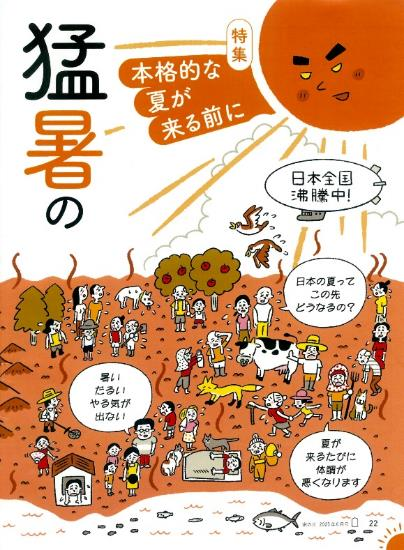 特集
本格的な
夏が
来る前に
猛暑の
日本全国
沸騰中!
日本の夏って
この先
どうなるの?
暑い
だるい
やる気が
出ない
夏が
来るたびに
体調が
悪くなります
22